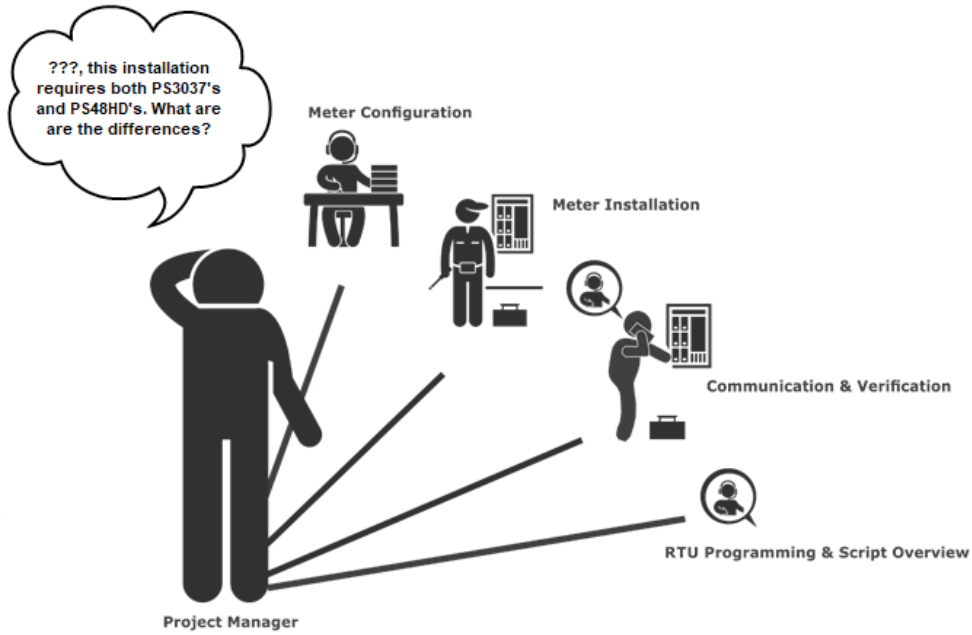 ???, this installation
requires both PS3037's
and PS48HD's. What are
are the differences?
Meter Configuration
Meter Installation
Communication & Verification
RTU Programming & Script Overview
Project Manager